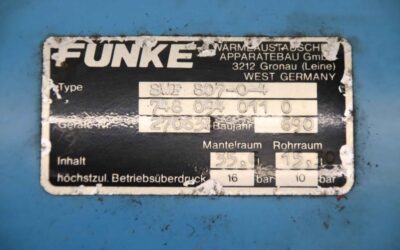 FUNKE
WÄRMEAUSTAUSCHER
APPARATEBAU GmbH
3212 Gronau (Leine)
WEST GERMANY
Type SWF 807-0-4
Geräte Nr. Baujahr
Mantelraum Rohrraum
Inhalt
höchstzul. Betriebsüberdruck 16 bar 10 bar